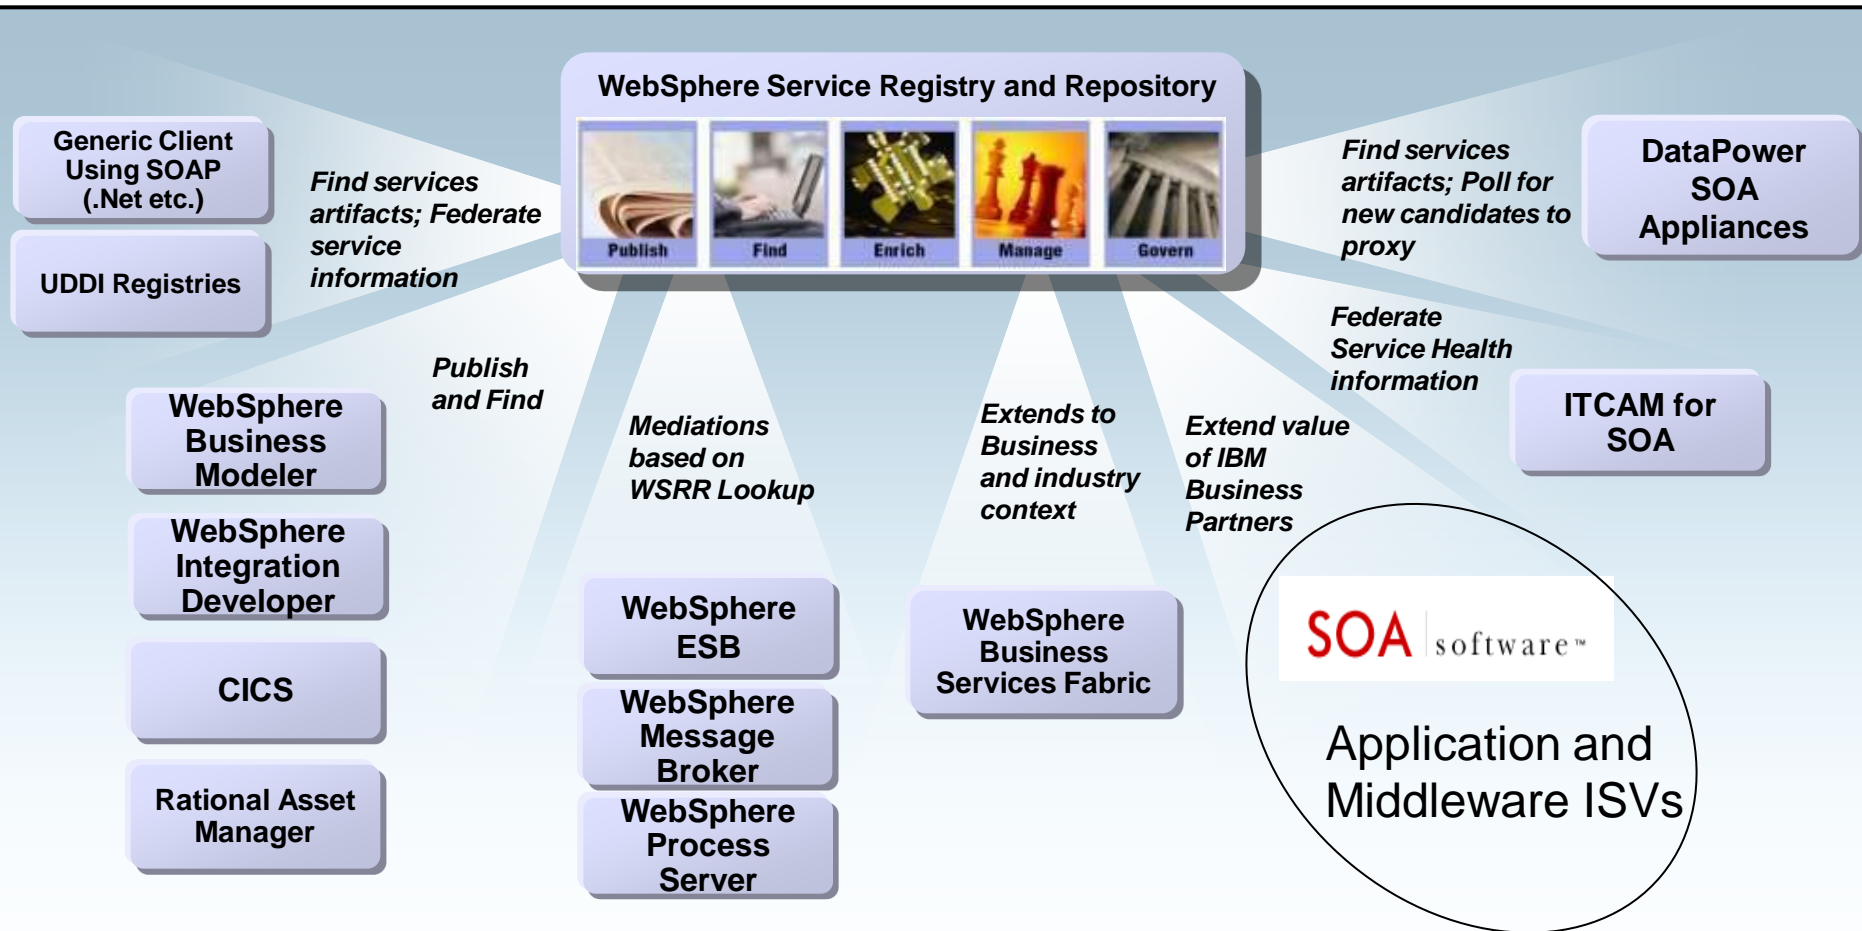 WebSphere Service Registry and Repository
Publish
Find
Enrich
Manage
Govern
Generic Client
Using SOAP
(.Net etc.)
UDDI Registries
Find services
artifacts; Federate
service
information
Find services
artifacts; Poll for
new candidates to
proxy
DataPower
SOA
Appliances
Federate
Service Health
information
ITCAM for
SOA
Publish
and Find
WebSphere
Business
Modeler
WebSphere
Integration
Developer
CICS
Rational Asset
Manager
Mediations
based on
WSRR Lookup
WebSphere
ESB
WebSphere
Message
Broker
WebSphere
Process
Server
Extends to
Business
and industry
context
WebSphere
Business
Services Fabric
Extend value
of IBM
Business
Partners
SOA software™
Application and
Middleware ISVs